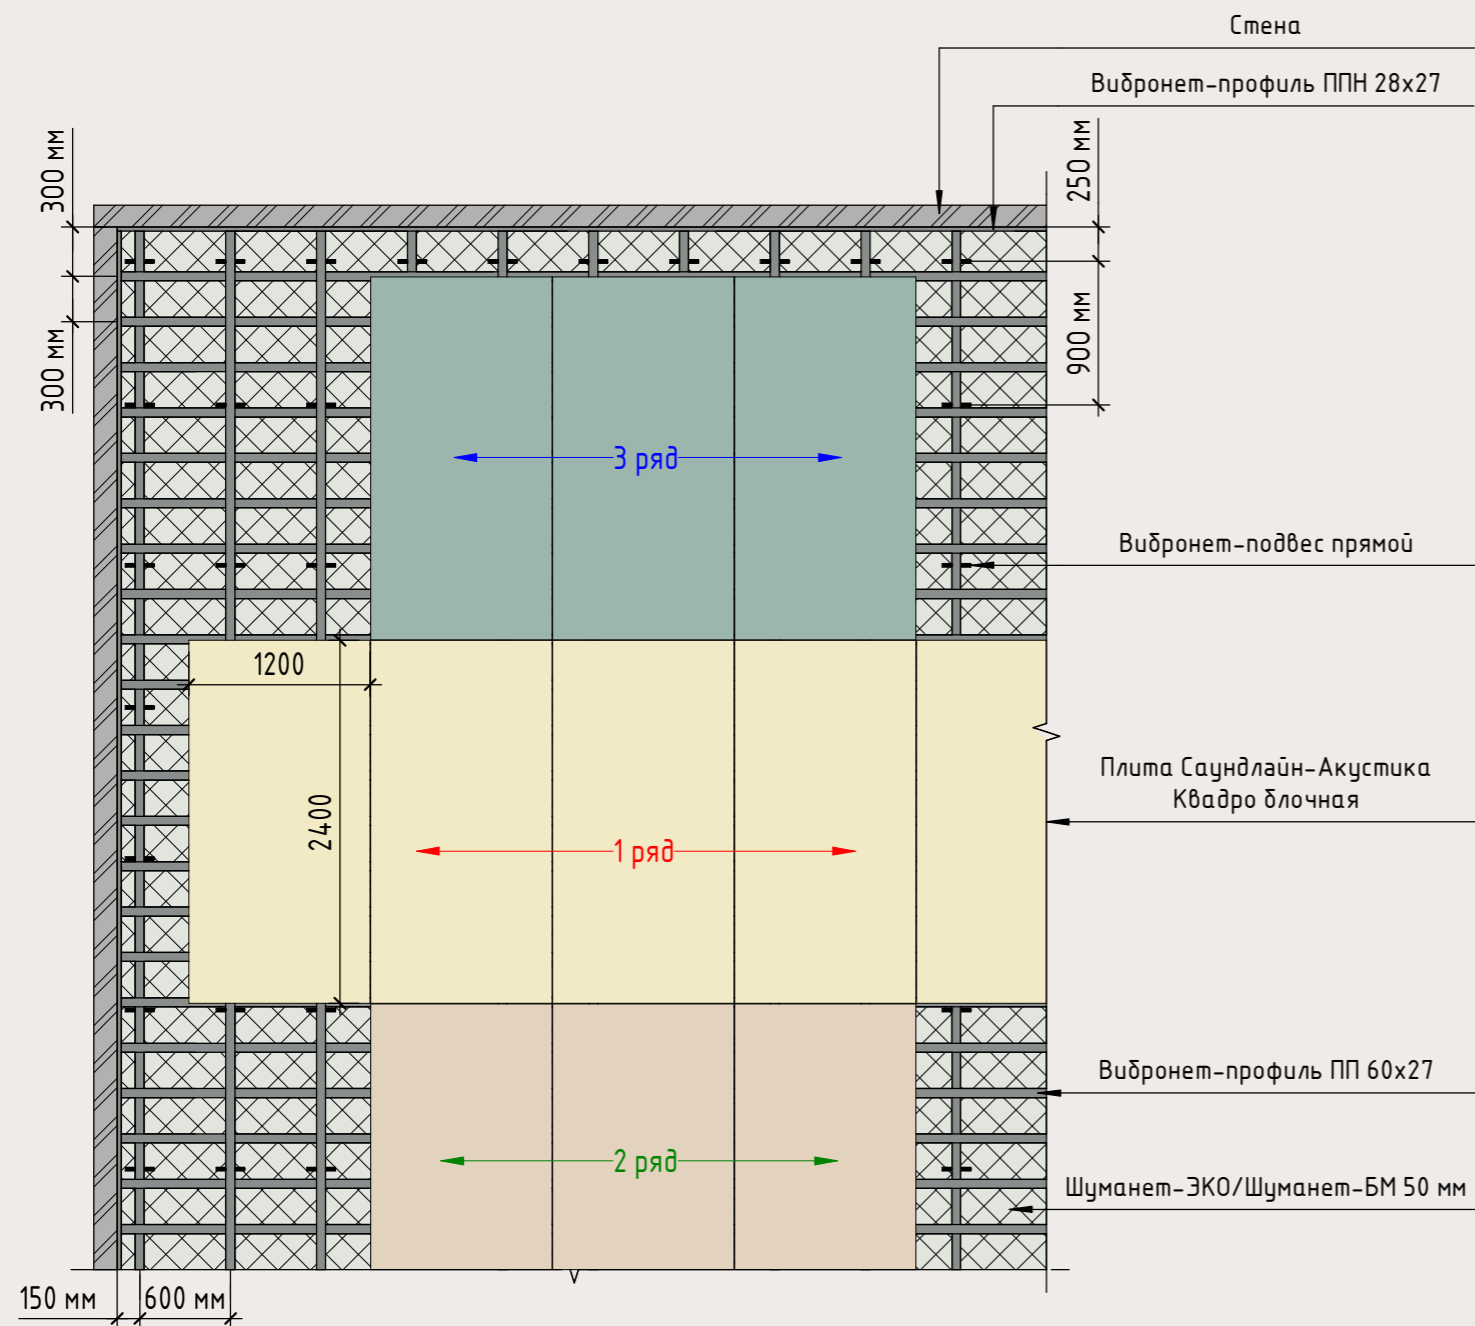 Стена
Вибронет-профиль ППН 28х27
300 мм
250 мм
300 мм
900 мм
3 ряд
Вибронет-подвес прямой
1200
2400
Плита Саундлайн-Акустика
Квадро блочная
1 ряд
Вибронет-профиль ПП 60х27
2 ряд
Шуманет-ЭКО/Шуманет-БМ 50 мм
150 мм
600 мм